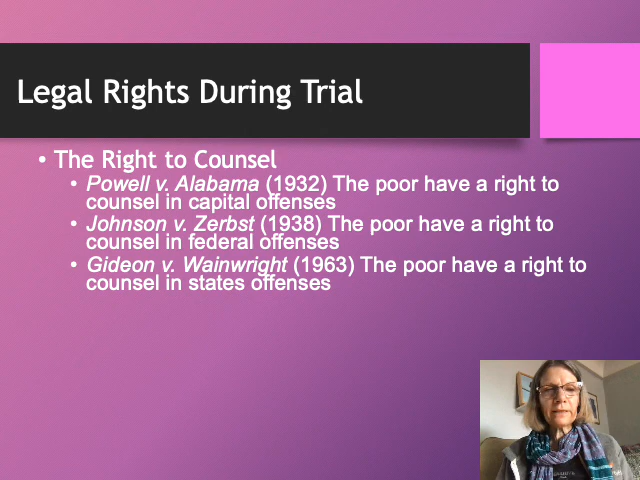 Legal Rights During Trial
• The Right to Counsel
• Powell v. Alabama (1932) The poor have a right to
counsel in capital offenses
• Johnson v. Zerbst (1938) The poor have a right to
counsel in federal offenses
• Gideon v. Wainwright (1963) The poor have a right to
counsel in states offenses